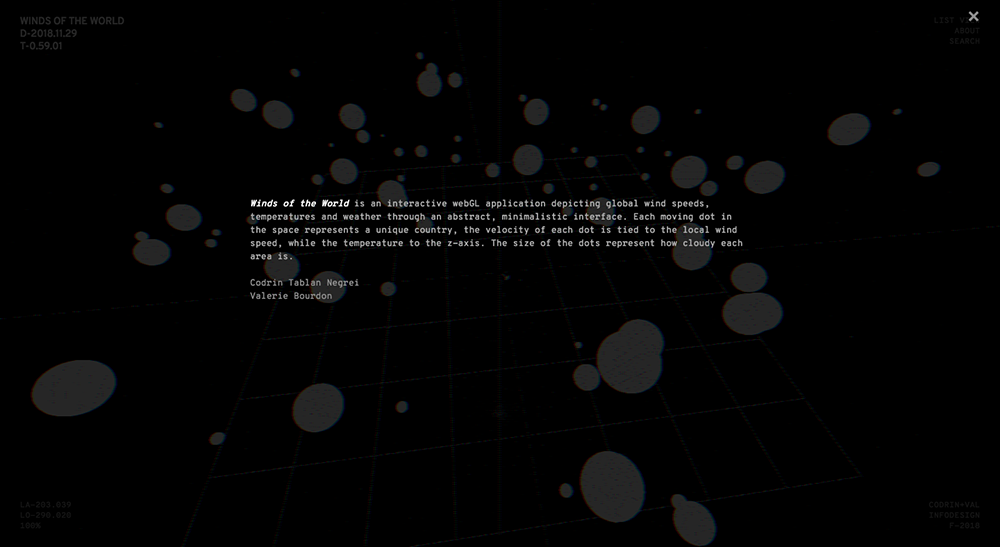 WINDS OF THE WORLD
D-2018.11.29
T-0.59.01
ABOUT
SEARCH
Winds of the World is an interactive webGL application depicting global wind speeds,
temperatures and weather through an abstract, minimalistic interface. Each moving dot in
the space represents a unique country, the velocity of each dot is tied to the local wind
speed, while the temperature to the z-axis. The size of the dots represent how cloudy each
area is.
Codrin Tablan Negrei
Valerie Bourdon
LA-203.039
LO-290.020
100%
CODRIN+VAL
INFODESIGN
F-2018